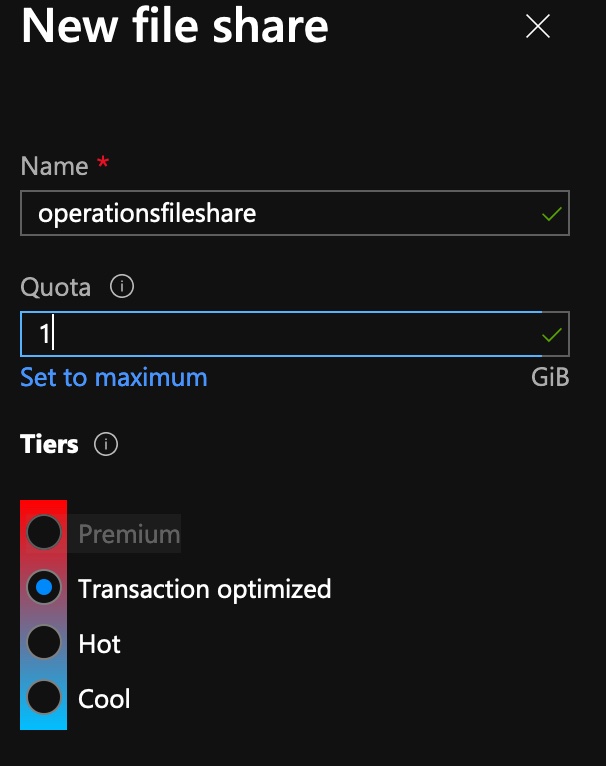 New file share
Name *
operationsfileshare
Quota
1
Set to maximum
GiB
Tiers
Premium
Transaction optimized
Hot
Cool